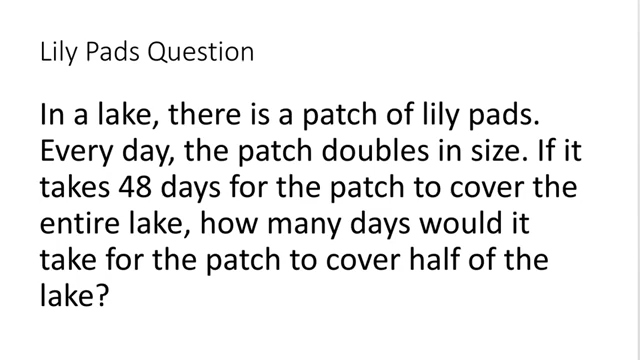 Lily Pads Question
In a lake, there is a patch of lily pads.
Every day, the patch doubles in size. If it
takes 48 days for the patch to cover the
entire lake, how many days would it
take for the patch to cover half of the
lake?